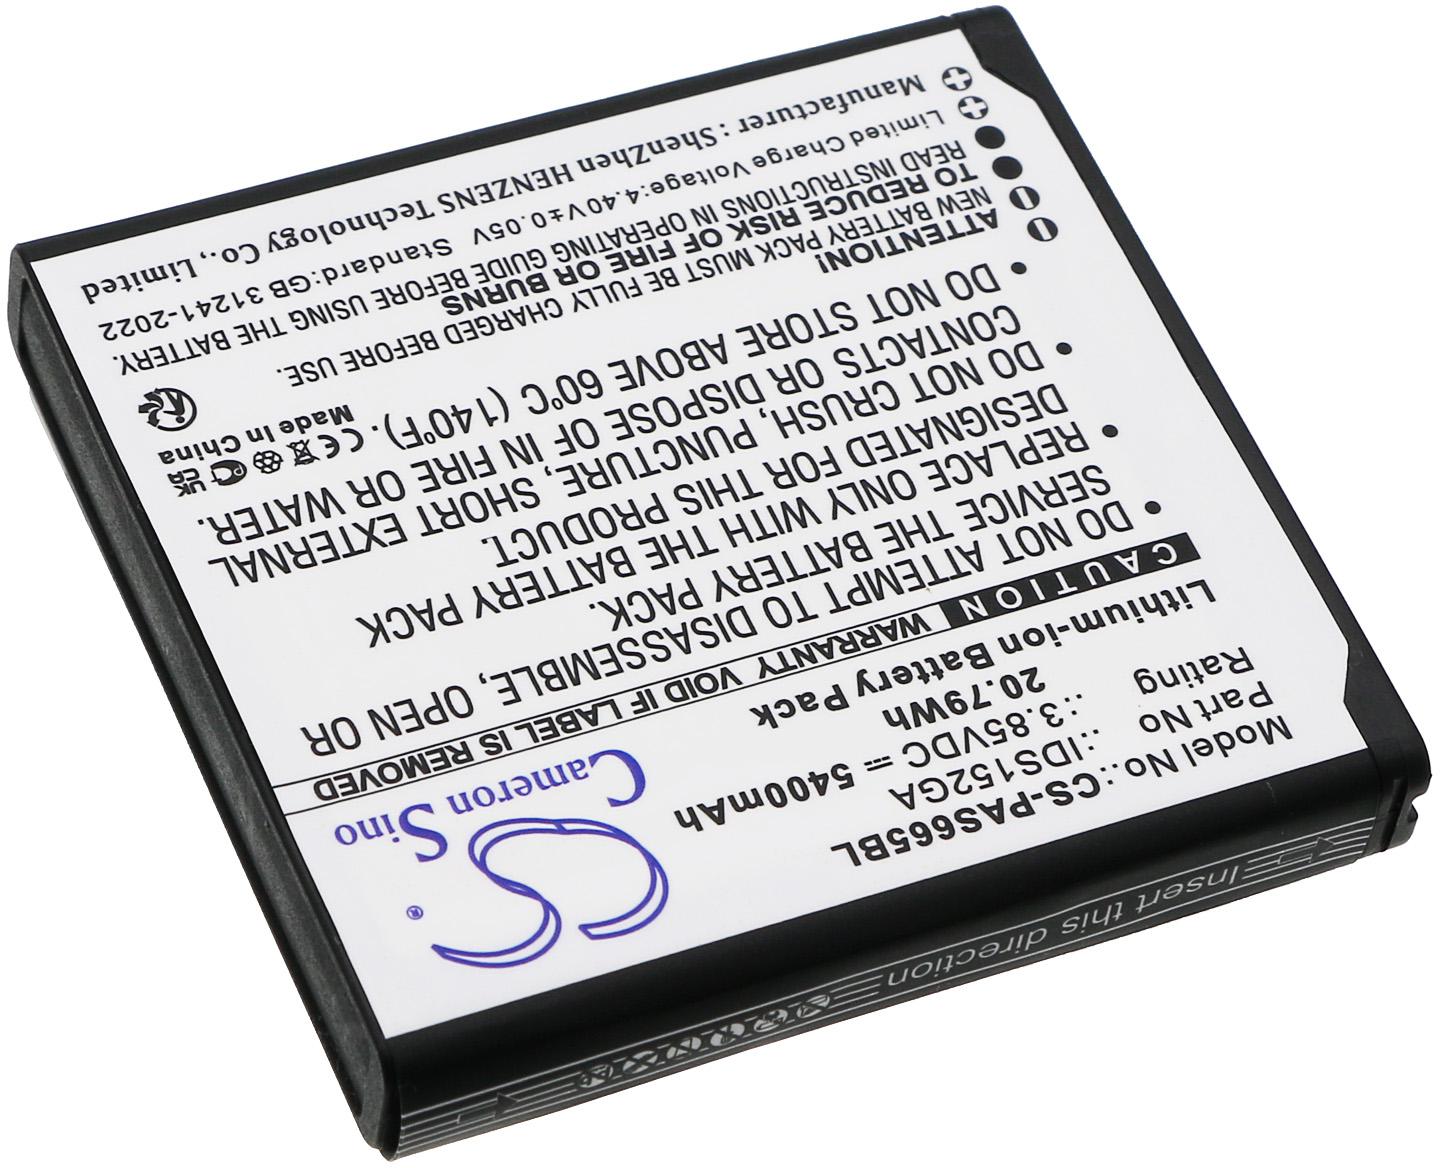 Cameron Sino
®
Model No.:CS-PAS665BL
Part No :IDS152GA
Rating :3.85VDC ⎓ 5400mAh
20.79Wh
Lithium-ion Battery Pack
CAUTION WARRANTY VOID IF LABEL IS REMOVED
• DO NOT ATTEMPT TO DISASSEMBLE, OPEN OR
SERVICE THE BATTERY PACK.
• REPLACE ONLY WITH THE BATTERY PACK
DESIGNATED FOR THIS PRODUCT.
• DO NOT CRUSH, PUNCTURE, SHORT EXTERNAL
CONTACTS OR DISPOSE OF IN FIRE OR WATER.
• DO NOT STORE ABOVE 60°C (140°F).
ATTENTION!
NEW BATTERY PACK MUST BE FULLY CHARGED BEFORE USE.
TO REDUCE RISK OF FIRE OR BURNS
READ INSTRUCTIONS IN OPERATING GUIDE BEFORE USING THE BATTERY.
Limited Charge Voltage:4.40V±0.05V Standard:GB 31241-2022
Manufacturer : ShenZhen HENZENS Technology Co., Limited
UK CA PC CE
Made In China
Insert this direction